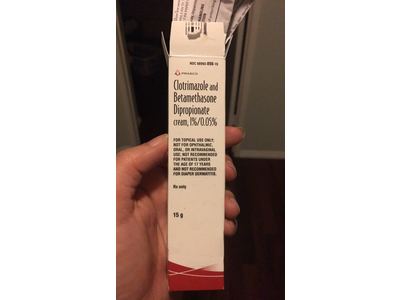 PRASCO
Clotrimazole and
Betamethasone
Dipropionate
cream, 1%/0.05%
FOR TOPICAL USE ONLY;
NOT FOR OPHTHALMIC,
ORAL, OR INTRAVAGINAL
USE; NOT RECOMMENDED
FOR PATIENTS UNDER
THE AGE OF 17 YEARS
AND NOT RECOMMENDED
FOR DIAPER DERMATITIS.
Rx only
15 g